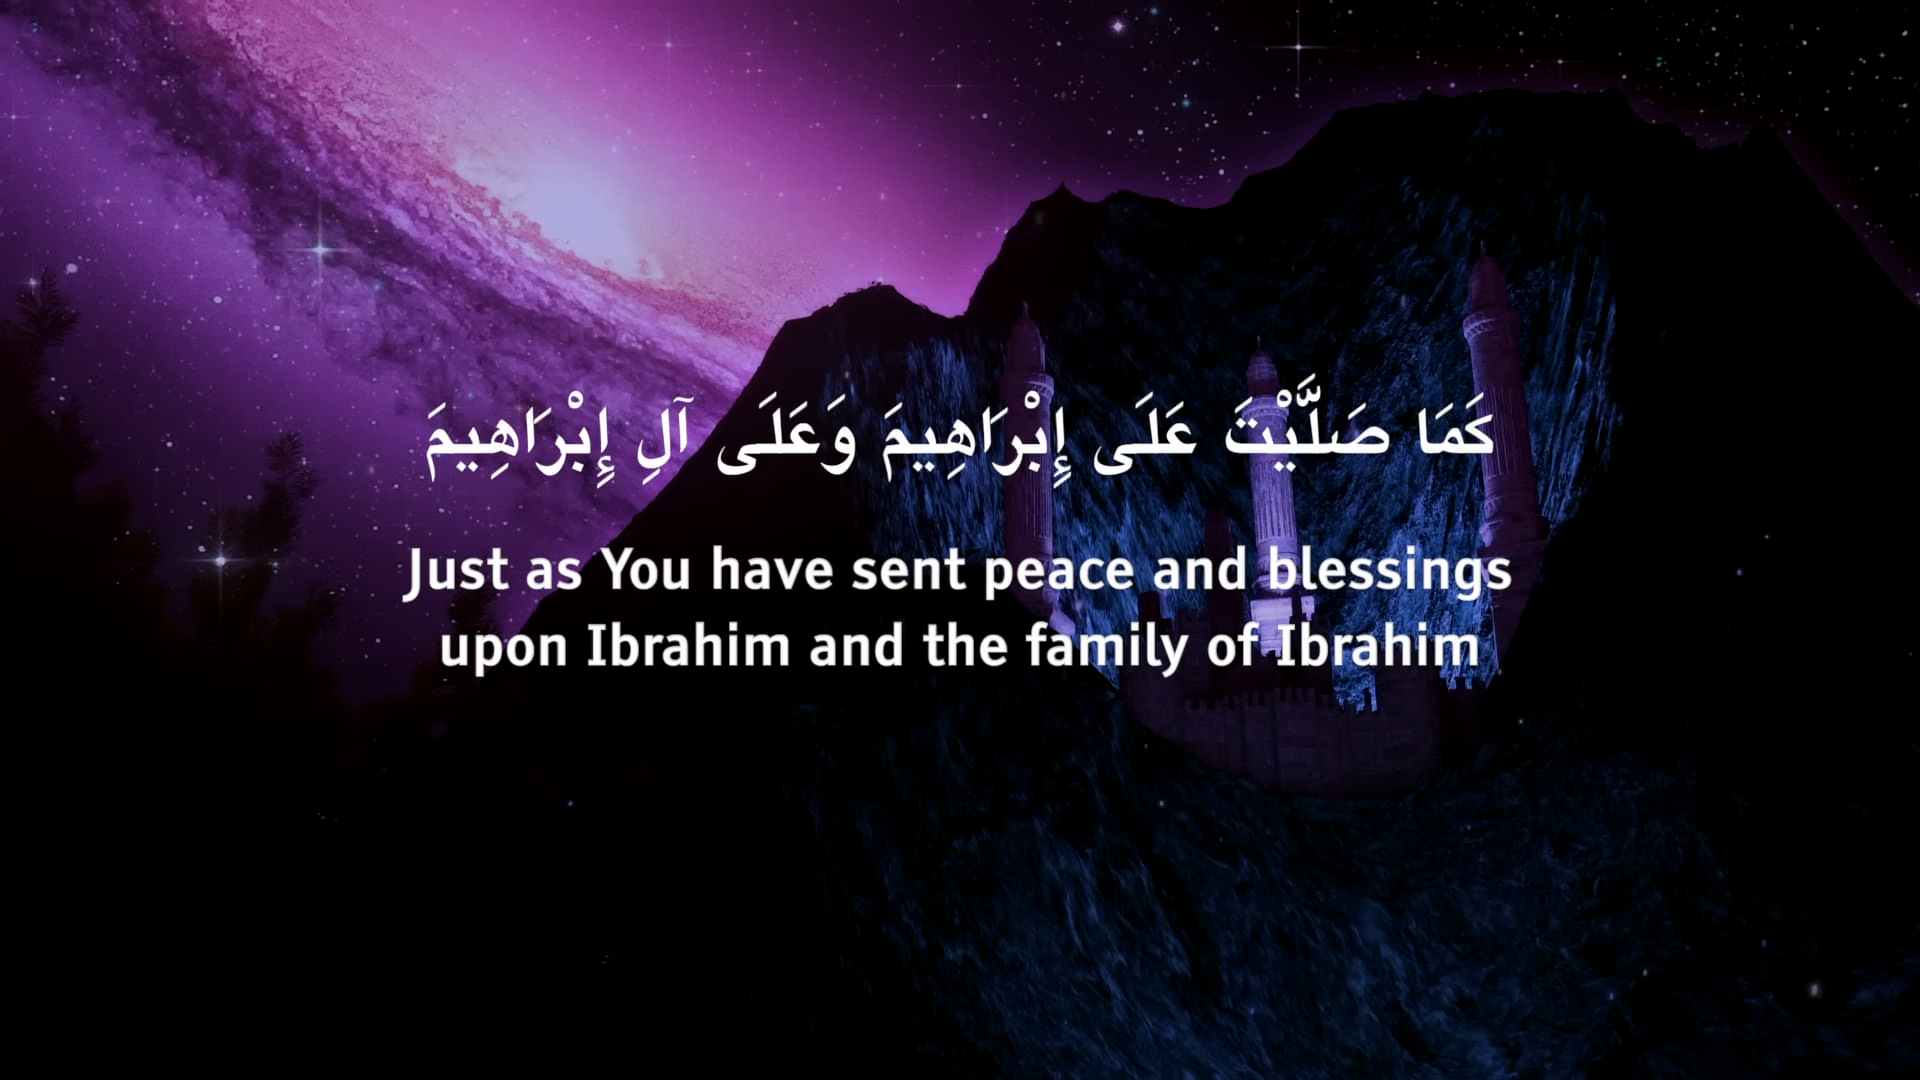 كَمَا صَلَّيْتَ عَلَى إِبْرَاهِيمَ وَعَلَى آلِ إِبْرَاهِيمَ
Just as You have sent peace and blessings
upon Ibrahim and the family of Ibrahim